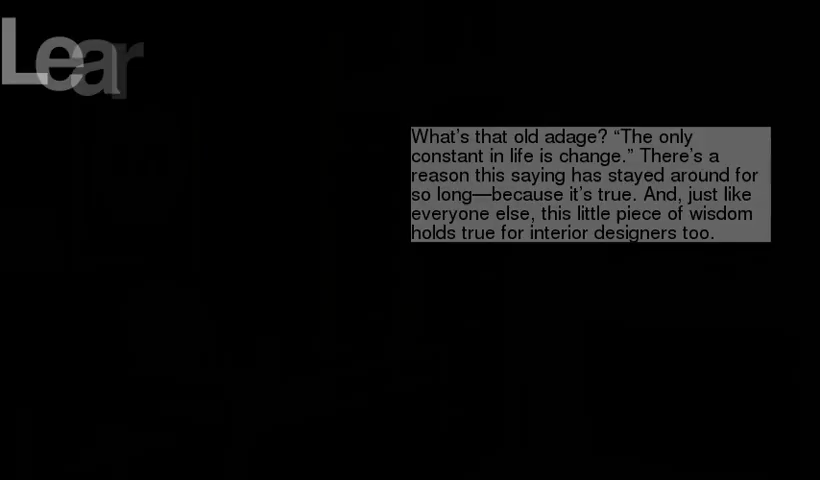 Lear
What’s that old adage? “The only
constant in life is change.” There’s a
reason this saying has stayed around for
so long—because it’s true. And, just like
everyone else, this little piece of wisdom
holds true for interior designers too.